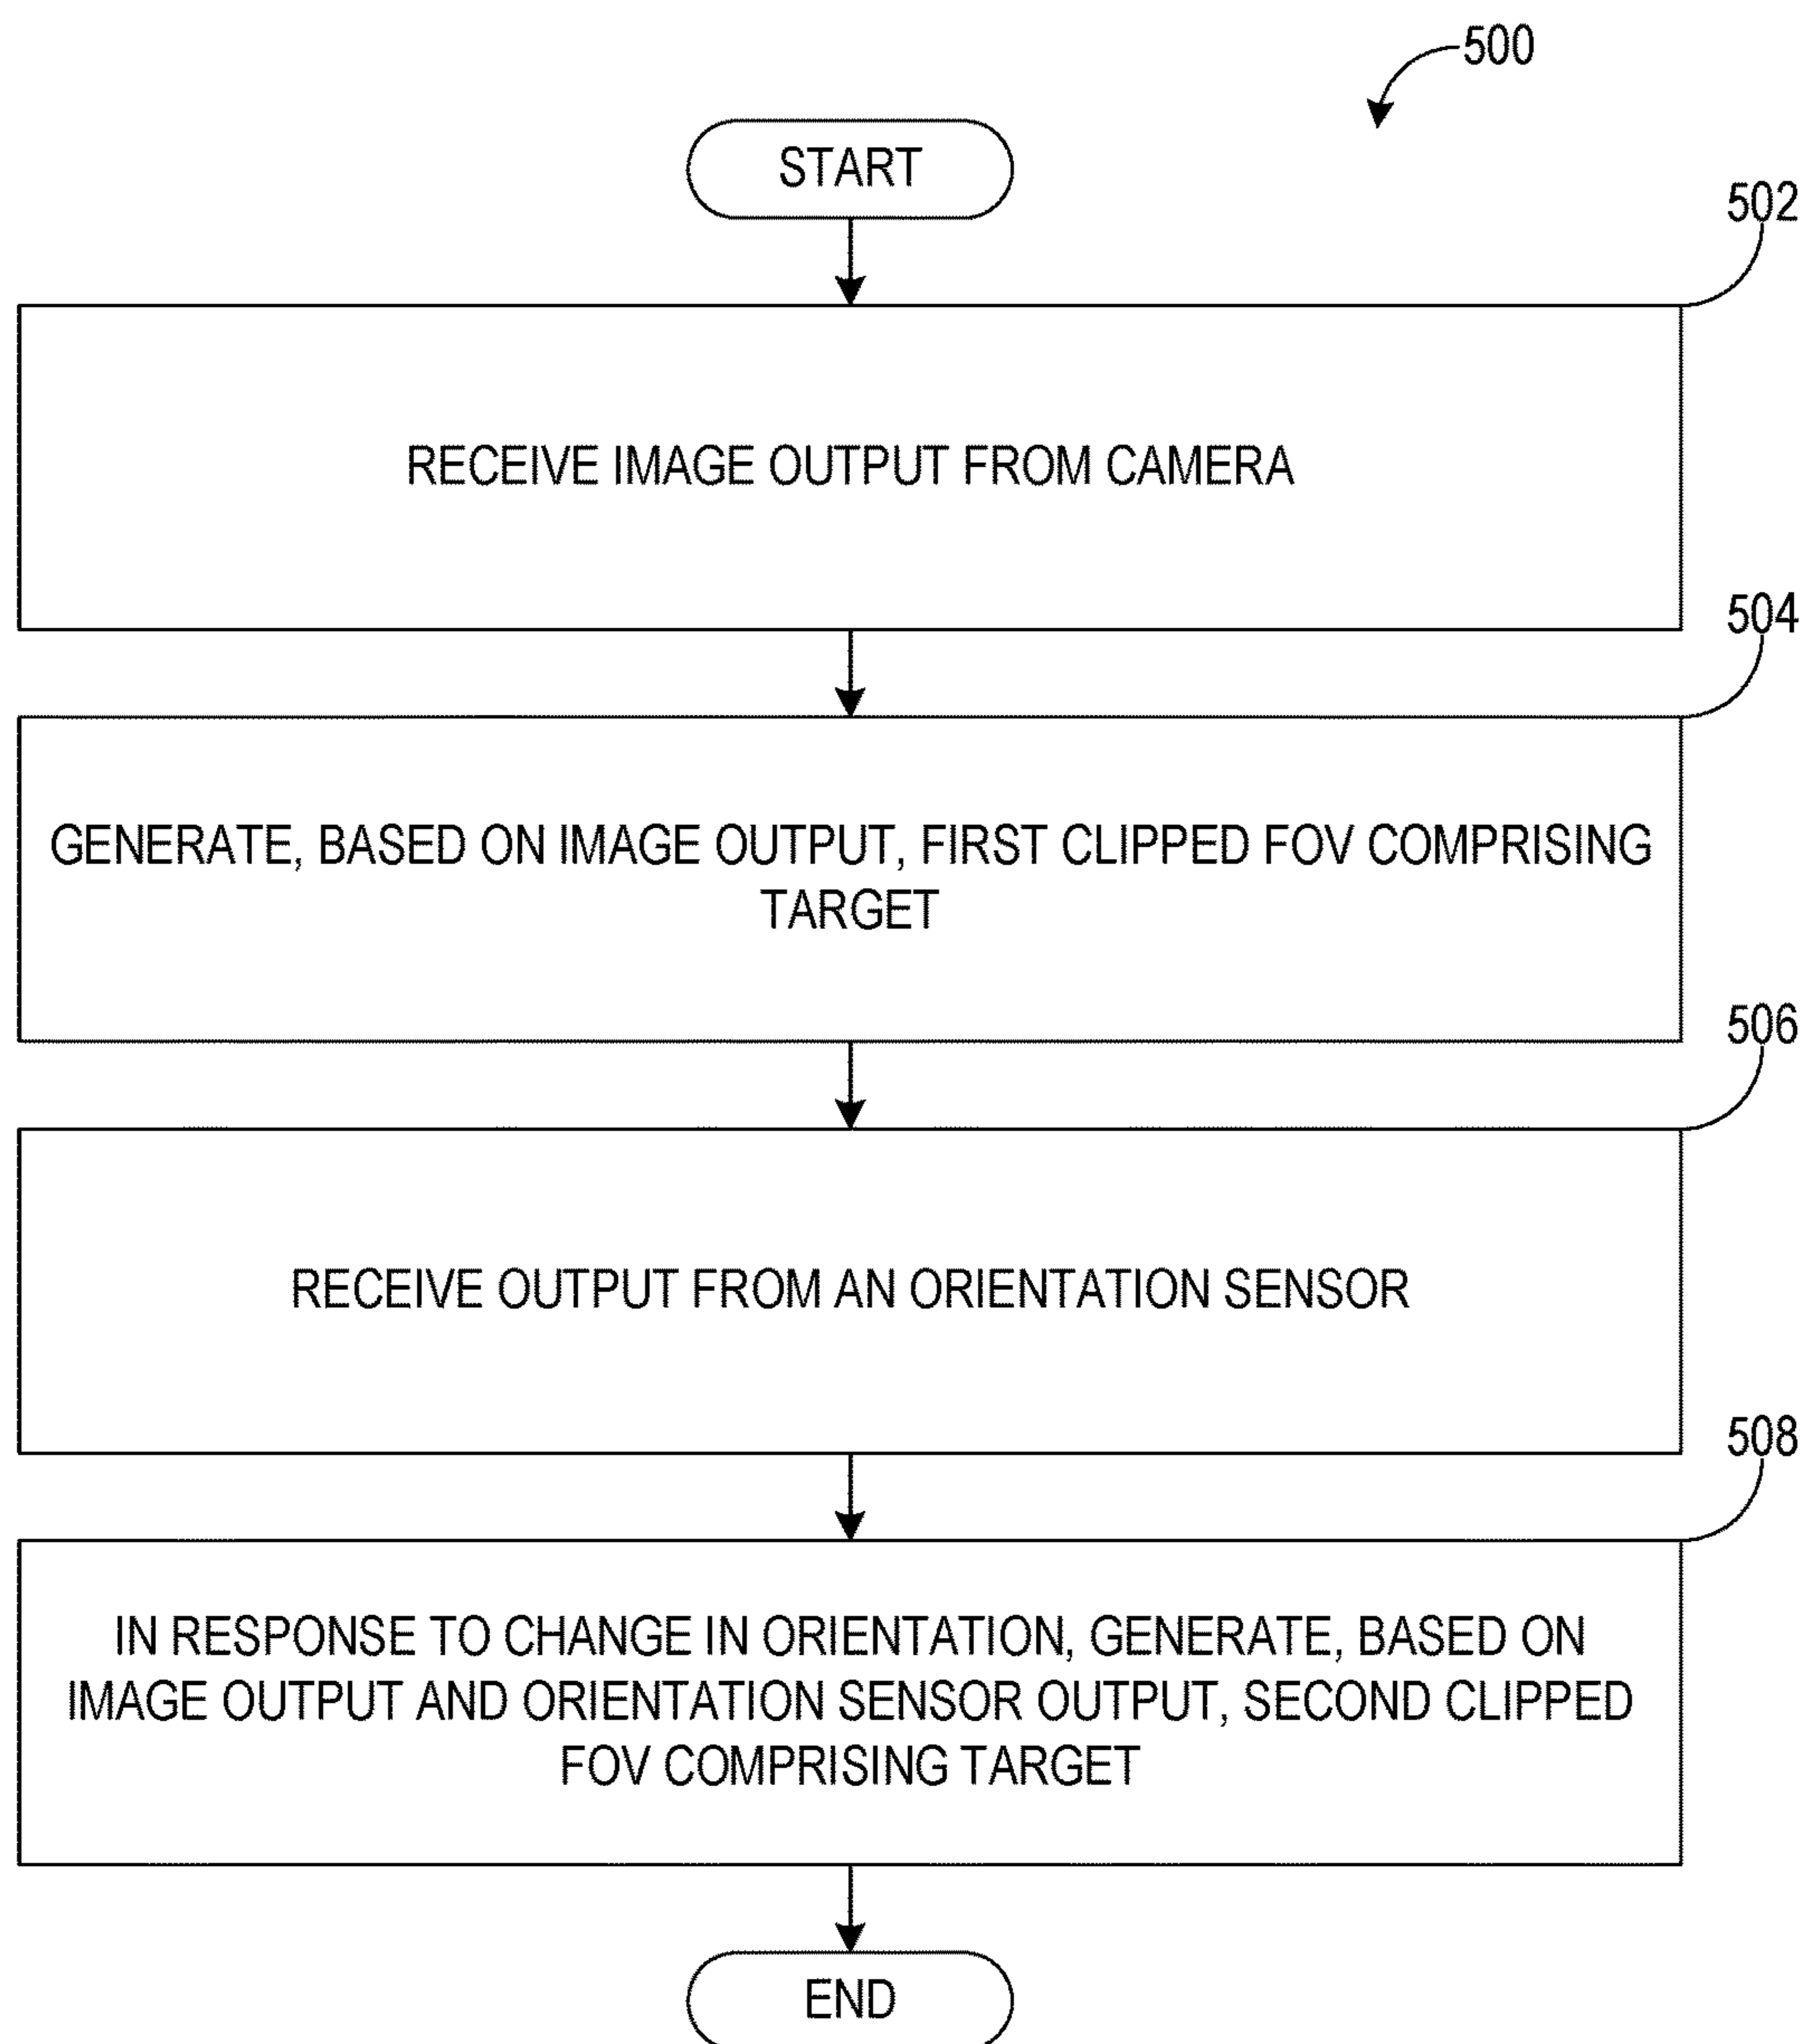 500
START
502
RECEIVE IMAGE OUTPUT FROM CAMERA
504
GENERATE, BASED ON IMAGE OUTPUT, FIRST CLIPPED FOV COMPRISING
TARGET
506
RECEIVE OUTPUT FROM AN ORIENTATION SENSOR
508
IN RESPONSE TO CHANGE IN ORIENTATION, GENERATE, BASED ON
IMAGE OUTPUT AND ORIENTATION SENSOR OUTPUT, SECOND CLIPPED
FOV COMPRISING TARGET
END